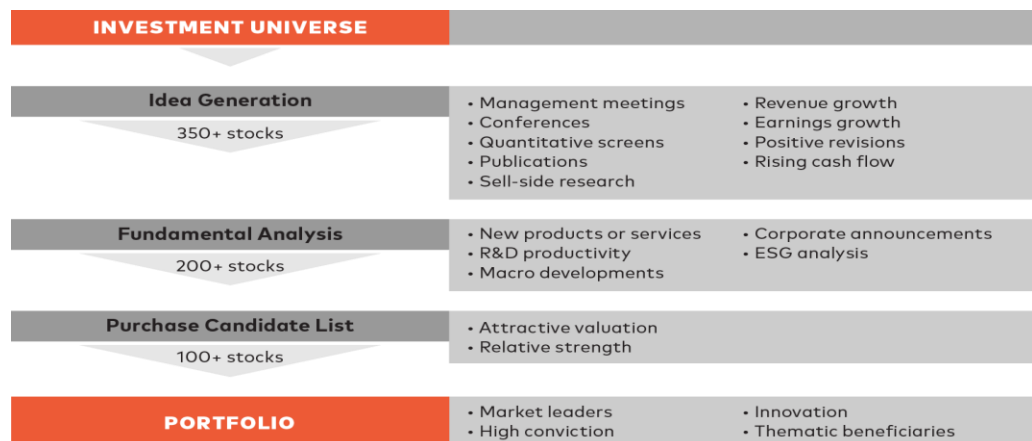 INVESTMENT UNIVERSE
Idea Generation
350+ stocks
• Management meetings
• Conferences
• Quantitative screens
• Publications
• Sell-side research
• Revenue growth
• Earnings growth
• Positive revisions
• Rising cash flow
Fundamental Analysis
200+ stocks
• New products or services
• R&D productivity
• Macro developments
• Corporate announcements
• ESG analysis
Purchase Candidate List
100+ stocks
• Attractive valuation
• Relative strength
PORTFOLIO
• Market leaders
• High conviction
• Innovation
• Thematic beneficiaries